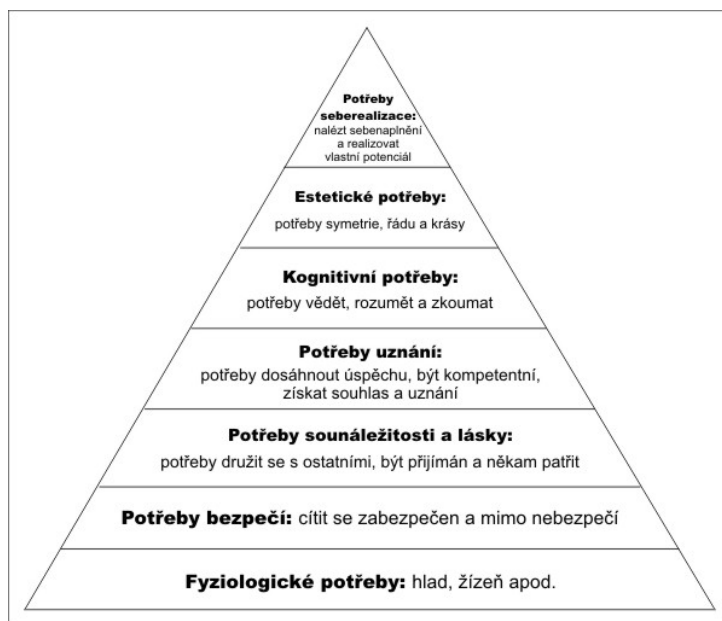 Potřeby
seberealizace:
nalézt sebenaplnění
a realizovat
vlastní potenciál
Estetické potřeby:
potřeby symetrie, řádu a krásy
Kognitivní potřeby:
potřeby vědět, rozumět a zkoumat
Potřeby uznání:
potřeby dosáhnout úspěchu, být kompetentní,
získat souhlas a uznání
Potřeby sounáležitosti a lásky:
potřeby družit se s ostatními, být přijímán a někam patřit
Potřeby bezpečí: cítit se zabezpečen a mimo nebezpečí
Fyziologické potřeby: hlad, žízeň apod.